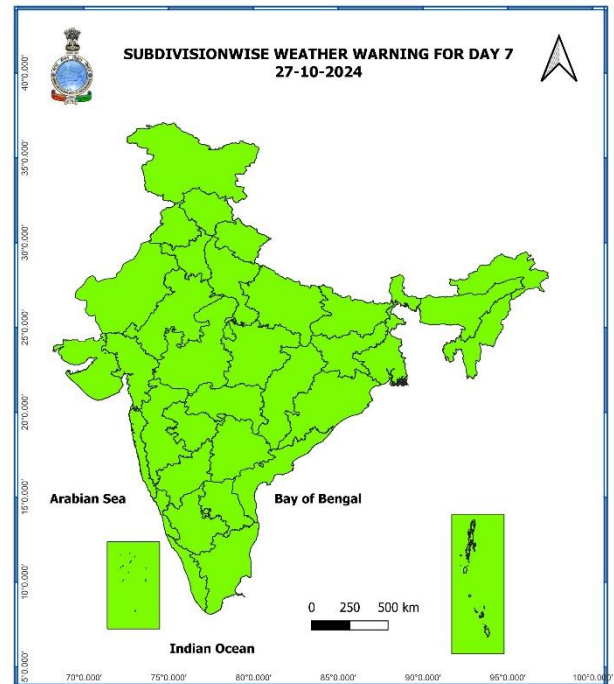 SUBDIVISIONWISE WEATHER WARNING FOR DAY 7
27-10-2024
40°0.000'
35°0.000'
30°0.000'
25°0.000'
20°0.000'
15°0.000'
10°0.000'
5°0.000'
Arabian Sea
Bay of Bengal
0 250 500 km
Indian Ocean
70°0.000' 75°0.000' 80°0.000' 85°0.000' 90°0.000' 95°0.000' 100°0.000'